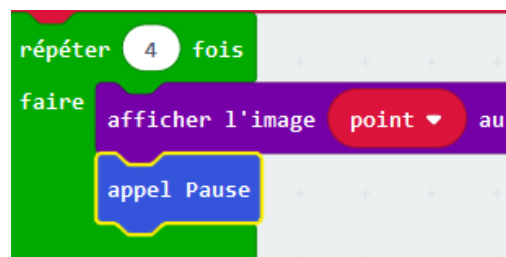 répéter 4 fois
faire
afficher l'image point au
appel Pause